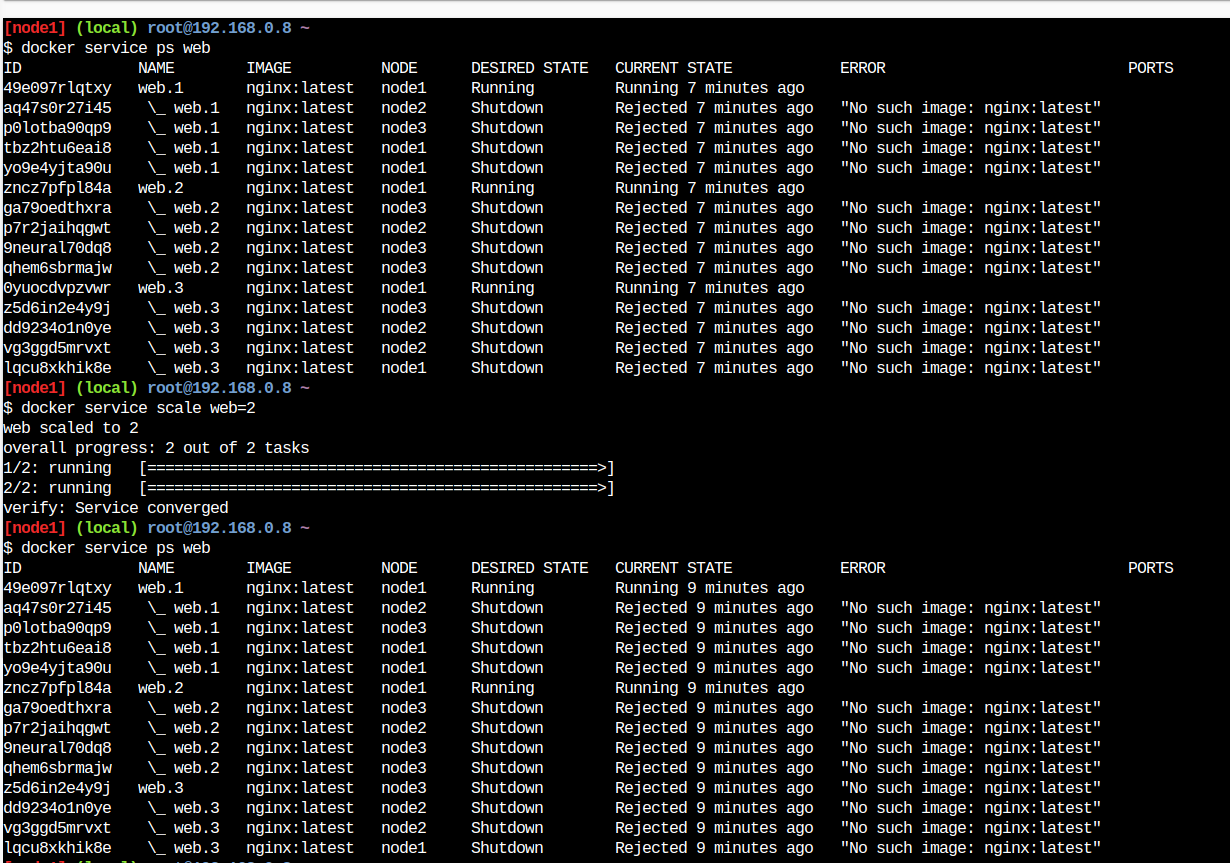 [node1] (local) root@192.168.0.8 ~
$ docker service ps web
ID NAME IMAGE NODE DESIRED STATE CURRENT STATE ERROR PORTS
49e097rlqtxy web.1 nginx:latest node1 Running Running 7 minutes ago
aq47s0r27i45 \_ web.1 nginx:latest node2 Shutdown Rejected 7 minutes ago "No such image: nginx:latest"
p0lotba90qp9 \_ web.1 nginx:latest node3 Shutdown Rejected 7 minutes ago "No such image: nginx:latest"
tbz2htu6eai8 \_ web.1 nginx:latest node1 Shutdown Rejected 7 minutes ago "No such image: nginx:latest"
yo9e4yjta90u \_ web.1 nginx:latest node1 Shutdown Rejected 7 minutes ago "No such image: nginx:latest"
zncz7pfpl84a web.2 nginx:latest node1 Running Running 7 minutes ago
ga79oedthxra \_ web.2 nginx:latest node3 Shutdown Rejected 7 minutes ago "No such image: nginx:latest"
p7r2jaihqgwt \_ web.2 nginx:latest node2 Shutdown Rejected 7 minutes ago "No such image: nginx:latest"
9neural70dq8 \_ web.2 nginx:latest node3 Shutdown Rejected 7 minutes ago "No such image: nginx:latest"
qhem6sbrmajw \_ web.2 nginx:latest node3 Shutdown Rejected 7 minutes ago "No such image: nginx:latest"
0yuocdvpzvwr web.3 nginx:latest node1 Running Running 7 minutes ago
z5d6in2e4y9j \_ web.3 nginx:latest node3 Shutdown Rejected 7 minutes ago "No such image: nginx:latest"
dd9234o1n0ye \_ web.3 nginx:latest node2 Shutdown Rejected 7 minutes ago "No such image: nginx:latest"
vg3ggd5mrvxt \_ web.3 nginx:latest node2 Shutdown Rejected 7 minutes ago "No such image: nginx:latest"
lqcu8xkhik8e \_ web.3 nginx:latest node1 Shutdown Rejected 7 minutes ago "No such image: nginx:latest"
[node1] (local) root@192.168.0.8 ~
$ docker service scale web=2
web scaled to 2
overall progress: 2 out of 2 tasks
1/2: running [==================================================>]
2/2: running [==================================================>]
verify: Service converged
[node1] (local) root@192.168.0.8 ~
$ docker service ps web
ID NAME IMAGE NODE DESIRED STATE CURRENT STATE ERROR PORTS
49e097rlqtxy web.1 nginx:latest node1 Running Running 9 minutes ago
aq47s0r27i45 \_ web.1 nginx:latest node2 Shutdown Rejected 9 minutes ago "No such image: nginx:latest"
p0lotba90qp9 \_ web.1 nginx:latest node3 Shutdown Rejected 9 minutes ago "No such image: nginx:latest"
tbz2htu6eai8 \_ web.1 nginx:latest node1 Shutdown Rejected 9 minutes ago "No such image: nginx:latest"
yo9e4yjta90u \_ web.1 nginx:latest node1 Shutdown Rejected 9 minutes ago "No such image: nginx:latest"
zncz7pfpl84a web.2 nginx:latest node1 Running Running 9 minutes ago
ga79oedthxra \_ web.2 nginx:latest node3 Shutdown Rejected 9 minutes ago "No such image: nginx:latest"
p7r2jaihqgwt \_ web.2 nginx:latest node2 Shutdown Rejected 9 minutes ago "No such image: nginx:latest"
9neural70dq8 \_ web.2 nginx:latest node3 Shutdown Rejected 9 minutes ago "No such image: nginx:latest"
qhem6sbrmajw \_ web.2 nginx:latest node3 Shutdown Rejected 9 minutes ago "No such image: nginx:latest"
z5d6in2e4y9j web.3 nginx:latest node3 Shutdown Rejected 9 minutes ago "No such image: nginx:latest"
dd9234o1n0ye \_ web.3 nginx:latest node2 Shutdown Rejected 9 minutes ago "No such image: nginx:latest"
vg3ggd5mrvxt \_ web.3 nginx:latest node2 Shutdown Rejected 9 minutes ago "No such image: nginx:latest"
lqcu8xkhik8e \_ web.3 nginx:latest node1 Shutdown Rejected 9 minutes ago "No such image: nginx:latest"